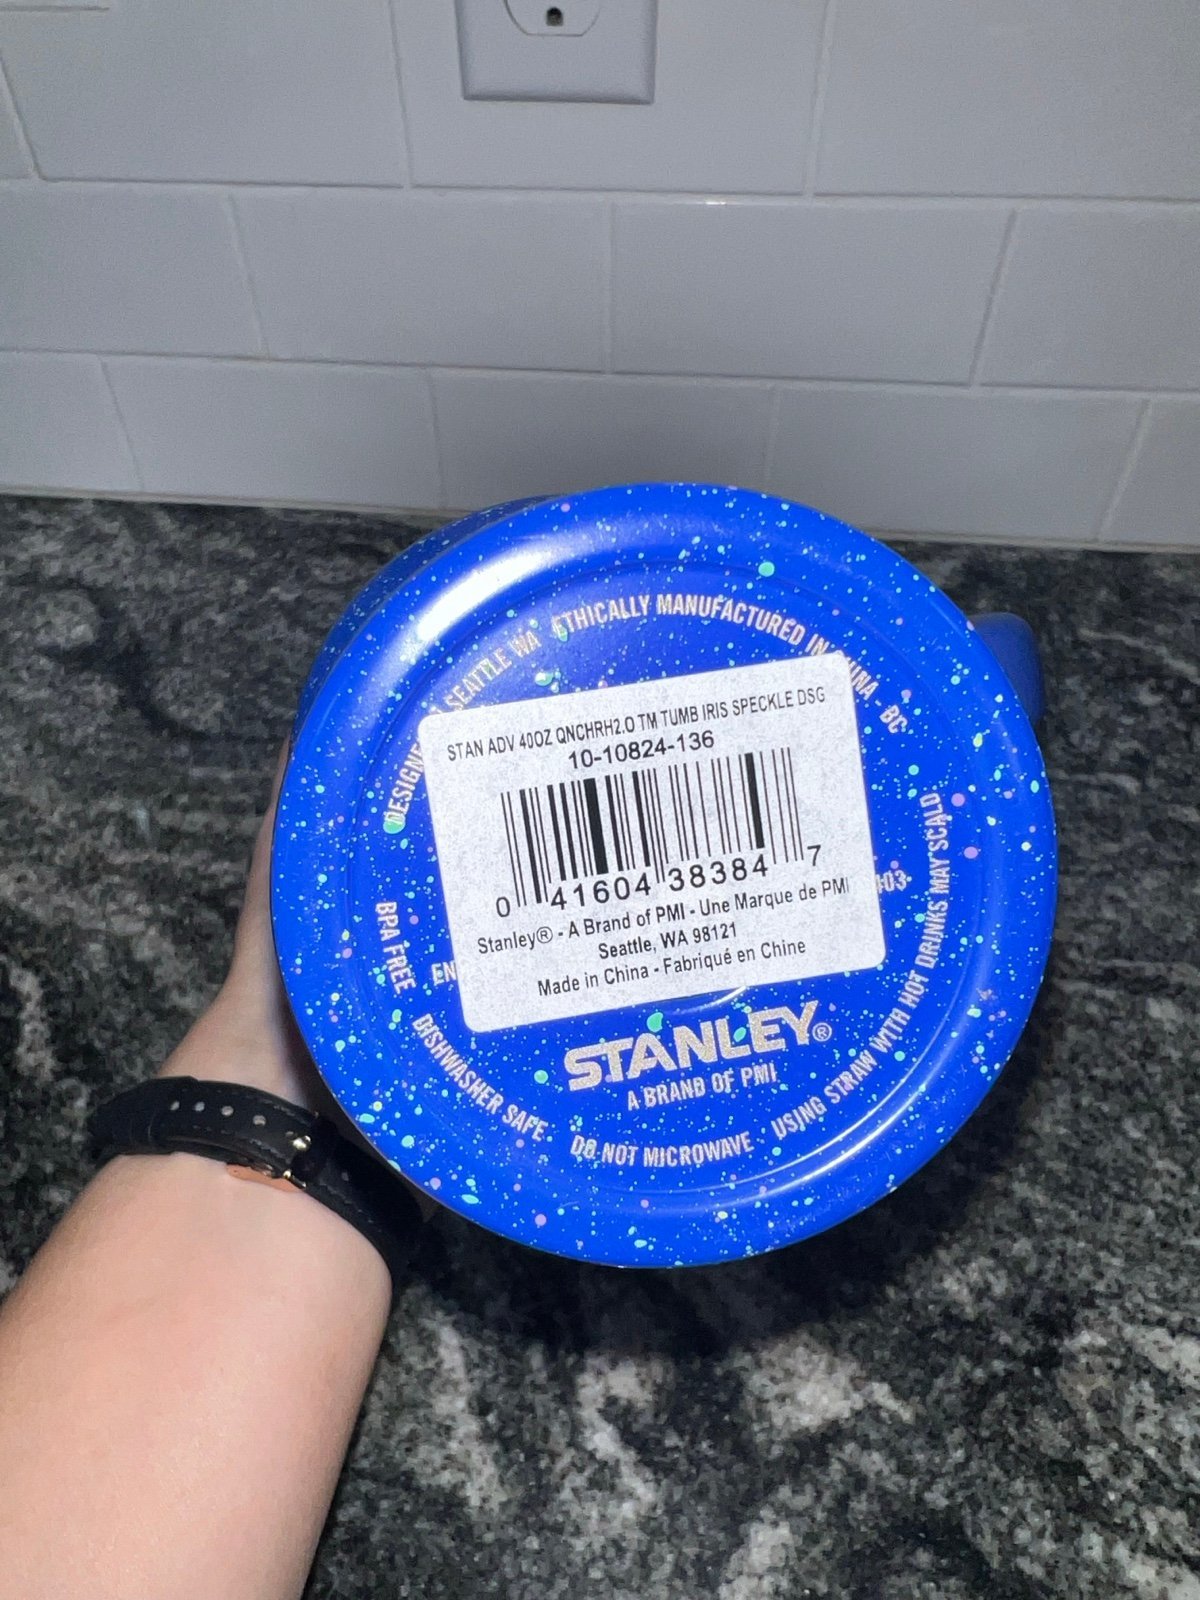 STAN ADV 40OZ QNCHRH2.O TM TUMB IRIS SPECKLE DSG
10-10824-136
0 41604 38384 7
Stanley® - A Brand of PMI - Une Marque de PMI
Seattle, WA 98121
Made in China - Fabriqué en Chine
SEATTLE WA · ETHICALLY MANUFACTURED IN CHINA - BC
BPA FREE · DISHWASHER SAFE · DO NOT MICROWAVE · USING STRAW WITH HOT DRINKS MAY SCALD
STANLEY®
A BRAND OF PMI